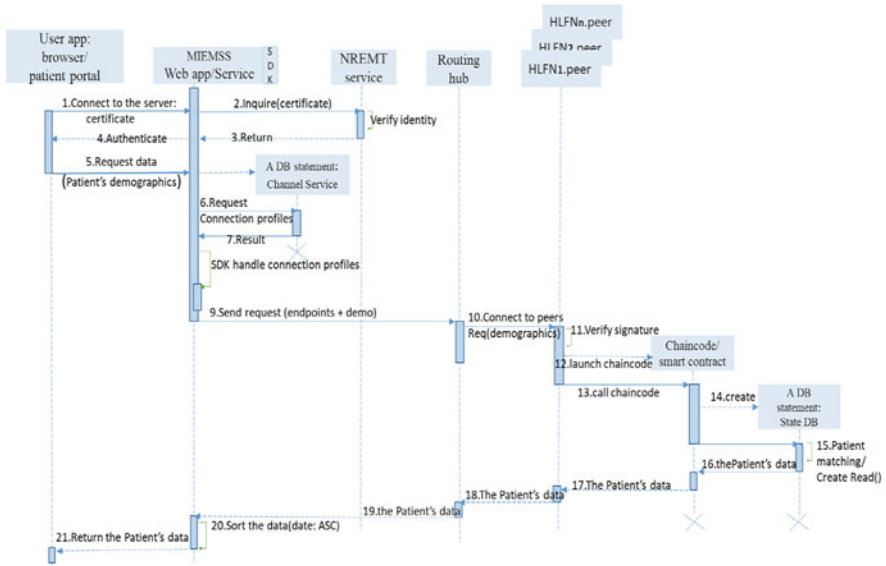 HLFNn.peer
HLFN2.peer
HLFN1.peer
User app:
browser/
patient portal
MIEMSS
Web app/Service
S
D
K
NREMT
service
Routing
hub
1.Connect to the server:
certificate
2.Inquire(certificate)
Verify identity
3.Return
4.Authenticate
5.Request data
(Patient's demographics)
A DB statement:
Channel Service
6.Request
Connection profiles
7.Result
SDK handle connection profiles
9.Send request (endpoints + demo)
10.Connect to peers
Req(demographics)
11.Verify signature
Chaincode/
smart contract
12.launch chaincode
13.call chaincode
14.create
A DB
statement:
State DB
15.Patient
matching/
Create Read()
16.thePatient's data
17.The Patient's data
18.The Patient's data
19.the Patient's data
20.Sort the data(date: ASC)
21.Return the Patient's data